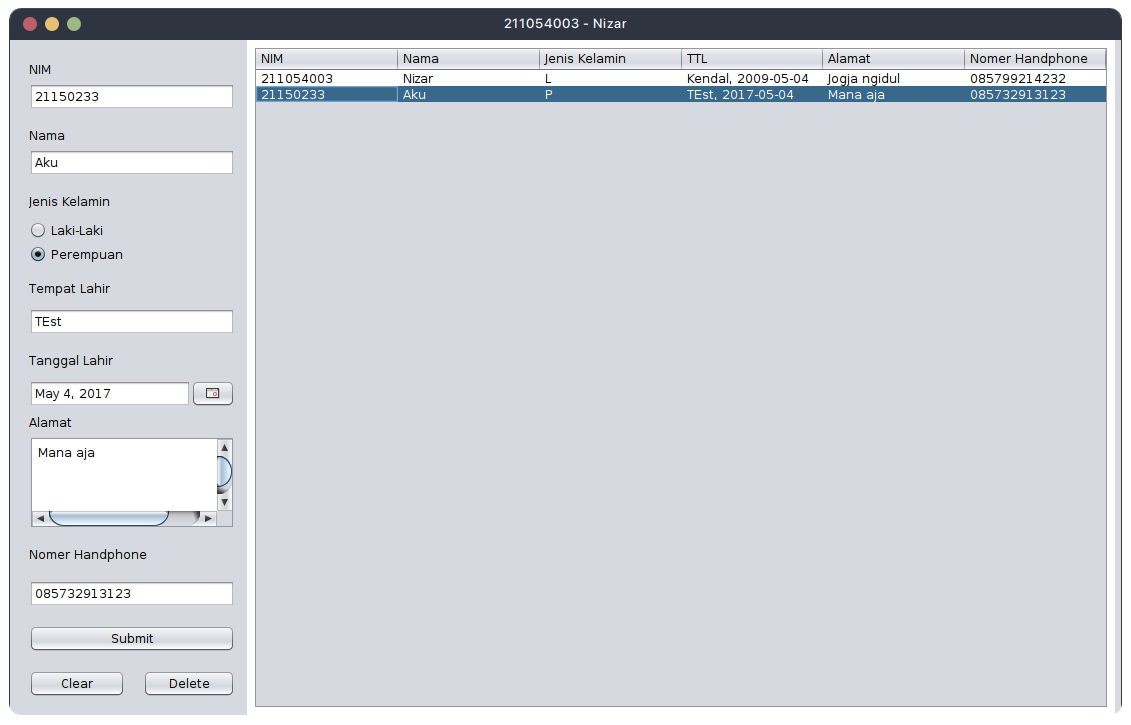 211054003 - Nizar
NIM
21150233
Nama
Aku
Jenis Kelamin
Laki-Laki
Perempuan
Tempat Lahir
TEst
Tanggal Lahir
May 4, 2017
Alamat
Mana aja
Nomer Handphone
085732913123
Submit
Clear Delete
NIM Nama Jenis Kelamin TTL Alamat Nomer Handphone
211054003 Nizar L Kendal, 2009-05-04 Jogja ngidul 085799214232
21150233 Aku P TEst, 2017-05-04 Mana aja 085732913123